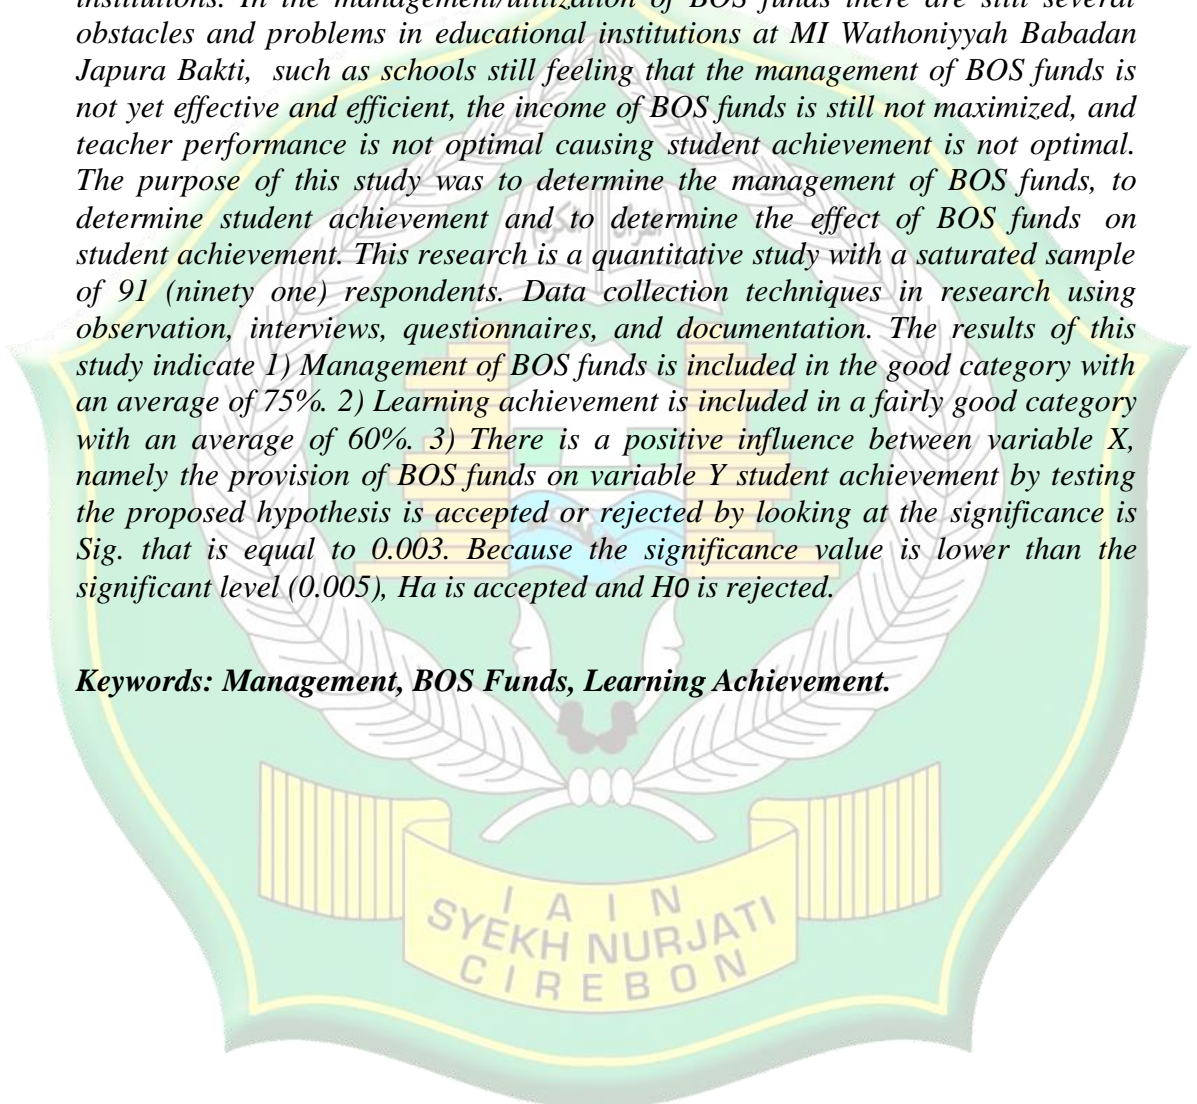 institutions. In the management/utilization of BOS funds there are still several
obstacles and problems in educational institutions at MI Wathoniyyah Babadan
Japura Bakti, such as schools still feeling that the management of BOS funds is
not yet effective and efficient, the income of BOS funds is still not maximized, and
teacher performance is not optimal causing student achievement is not optimal.
The purpose of this study was to determine the management of BOS funds, to
determine student achievement and to determine the effect of BOS funds on
student achievement. This research is a quantitative study with a saturated sample
of 91 (ninety one) respondents. Data collection techniques in research using
observation, interviews, questionnaires, and documentation. The results of this
study indicate 1) Management of BOS funds is included in the good category with
an average of 75%. 2) Learning achievement is included in a fairly good category
with an average of 60%. 3) There is a positive influence between variable X,
namely the provision of BOS funds on variable Y student achievement by testing
the proposed hypothesis is accepted or rejected by looking at the significance is
Sig. that is equal to 0.003. Because the significance value is lower than the
significant level (0.005), Ha is accepted and H0 is rejected.
Keywords: Management, BOS Funds, Learning Achievement.
IAIN
SYEKH NURJATI
CIREBON